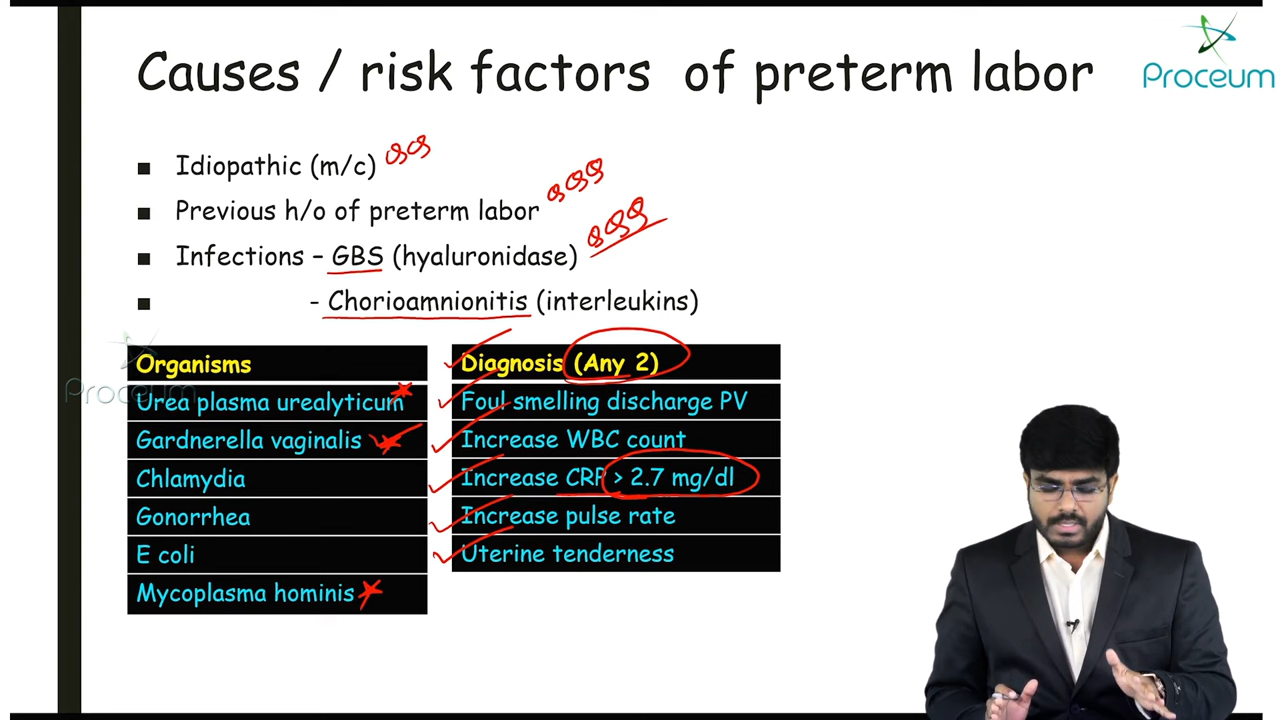 Causes / risk factors of preterm labor
Proceum
■ Idiopathic (m/c)
■ Previous h/o of preterm labor
■ Infections – GBS (hyaluronidase)
■ - Chorioamnionitis (interleukins)
Organisms
Urea plasma urealyticum
Gardnerella vaginalis
Chlamydia
Gonorrhea
E coli
Mycoplasma hominis
Diagnosis (Any 2)
Foul smelling discharge PV
Increase WBC count
Increase CRP > 2.7 mg/dl
Increase pulse rate
Uterine tenderness
Proceum